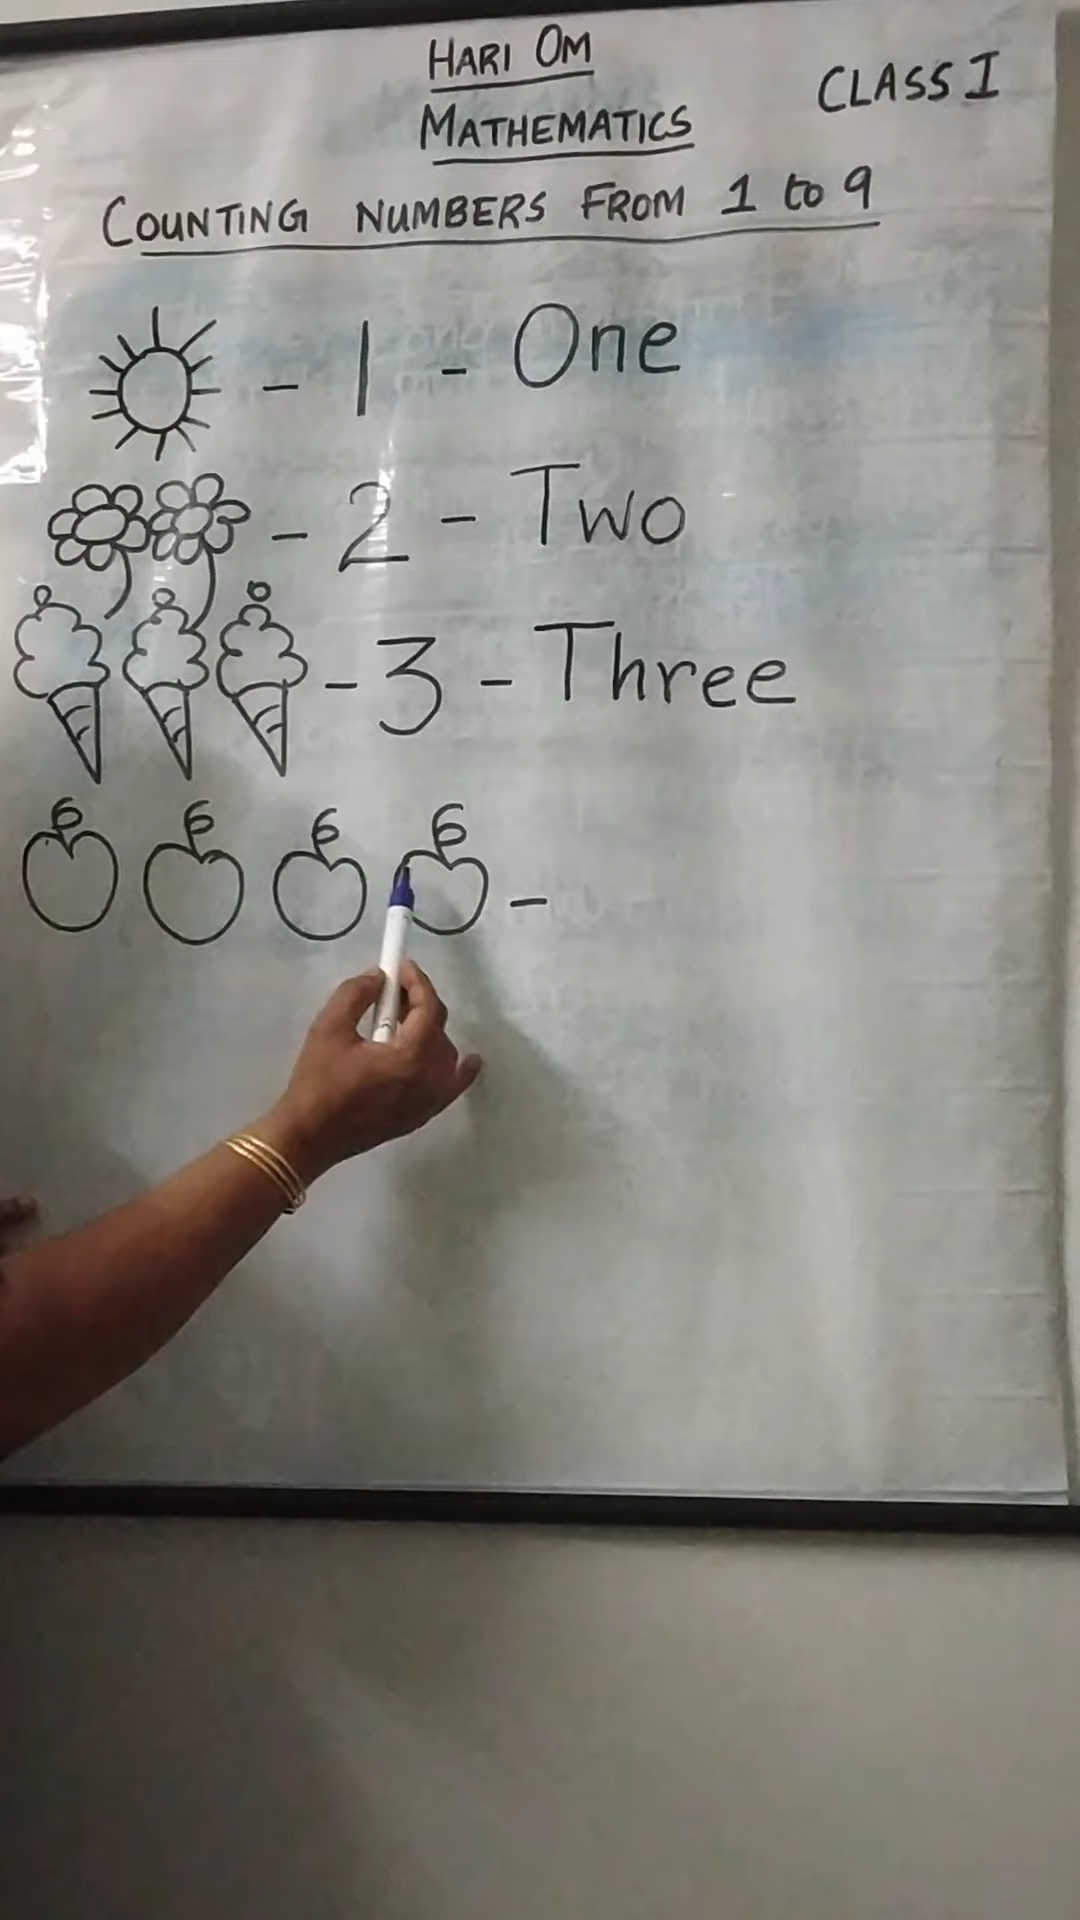 HARI OM
CLASS I
MATHEMATICS
COUNTING NUMBERS FROM 1 to 9
- 1 - One
- 2 - Two
- 3 - Three
-